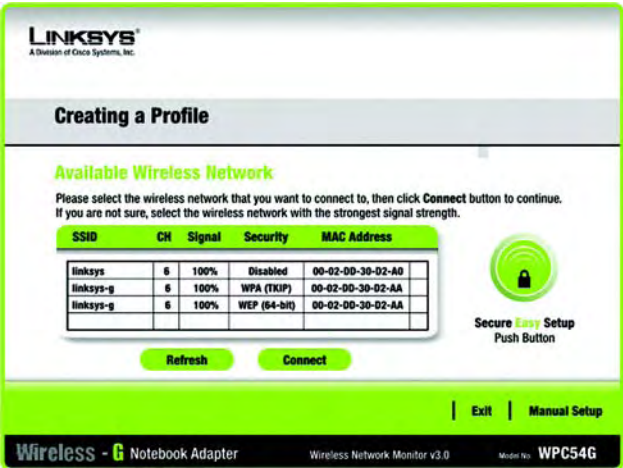 LINKSYS®
A Division of Cisco Systems, Inc.
Creating a Profile
Available Wireless Network
Please select the wireless network that you want to connect to, then click Connect button to continue.
If you are not sure, select the wireless network with the strongest signal strength.
SSID CH Signal Security MAC Address
linksys 6 100% Disabled 00-02-DD-30-D2-A0
linksys-g 6 100% WPA (TKIP) 00-02-DD-30-D2-AA
linksys-g 6 100% WEP (64-bit) 00-02-DD-30-D2-AA
Secure Easy Setup
Push Button
Refresh Connect
Exit Manual Setup
Wireless - G Notebook Adapter Wireless Network Monitor v3.0 Model No WPC54G